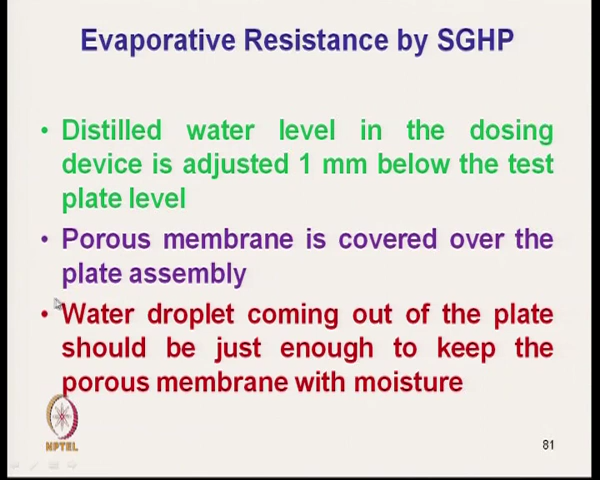 Evaporative Resistance by SGHP
• Distilled water level in the dosing
device is adjusted 1 mm below the test
plate level
• Porous membrane is covered over the
plate assembly
• Water droplet coming out of the plate
should be just enough to keep the
porous membrane with moisture
NPTEL
81